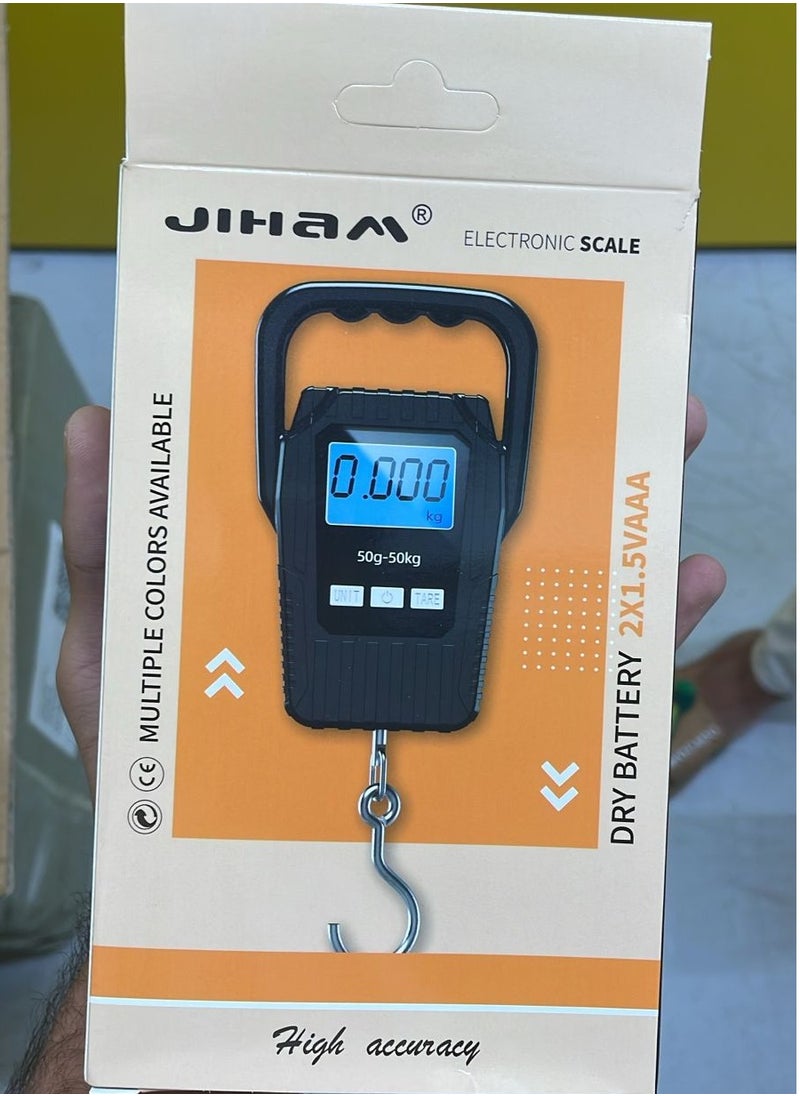 JIHAM®
ELECTRONIC SCALE
MULTIPLE COLORS AVAILABLE
CE
0.000
kg
50g-50kg
UNIT
TARE
DRY BATTERY 2X1.5VAAA
High accuracy